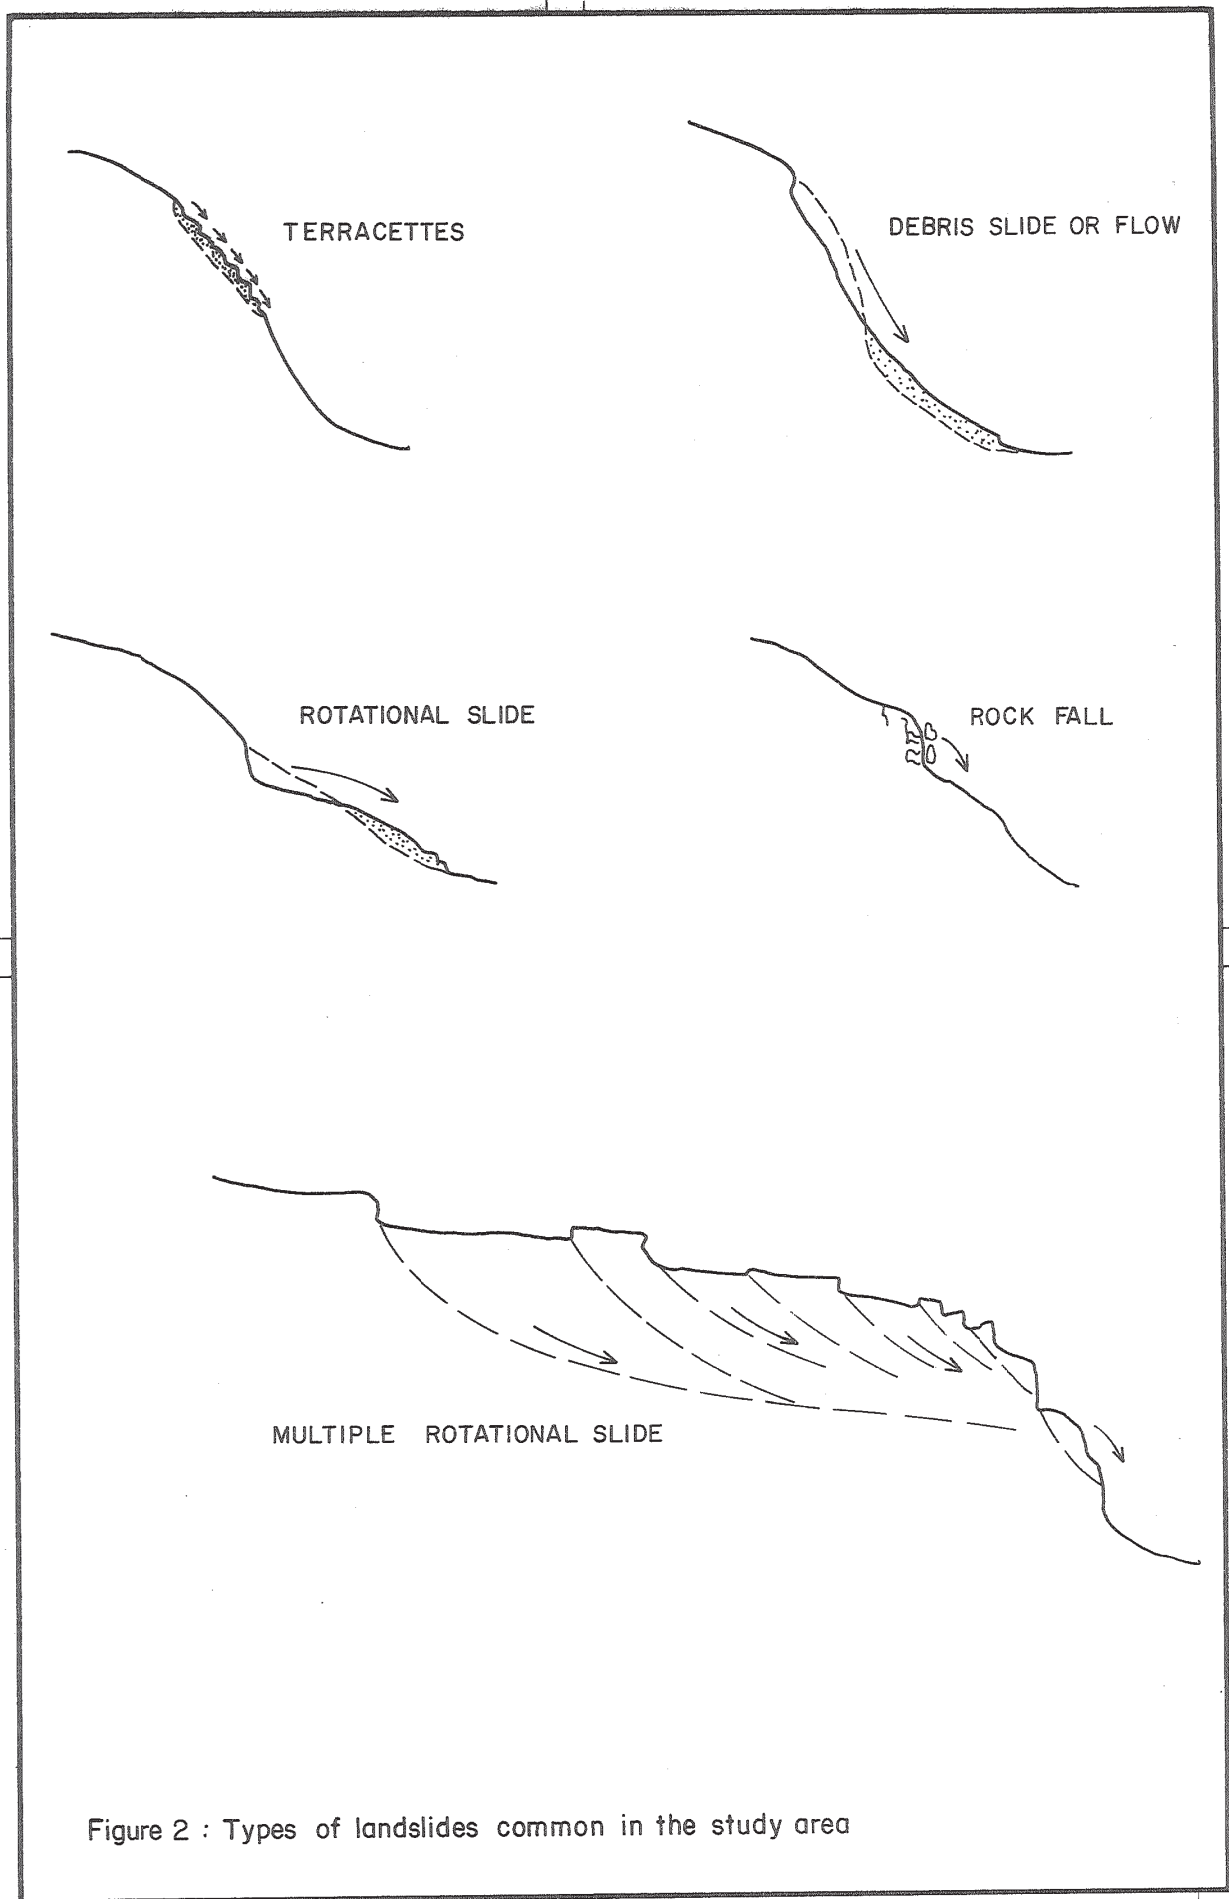 TERRACETTES
DEBRIS SLIDE OR FLOW
ROTATIONAL SLIDE
ROCK FALL
MULTIPLE ROTATIONAL SLIDE
Figure 2 : Types of landslides common in the study area